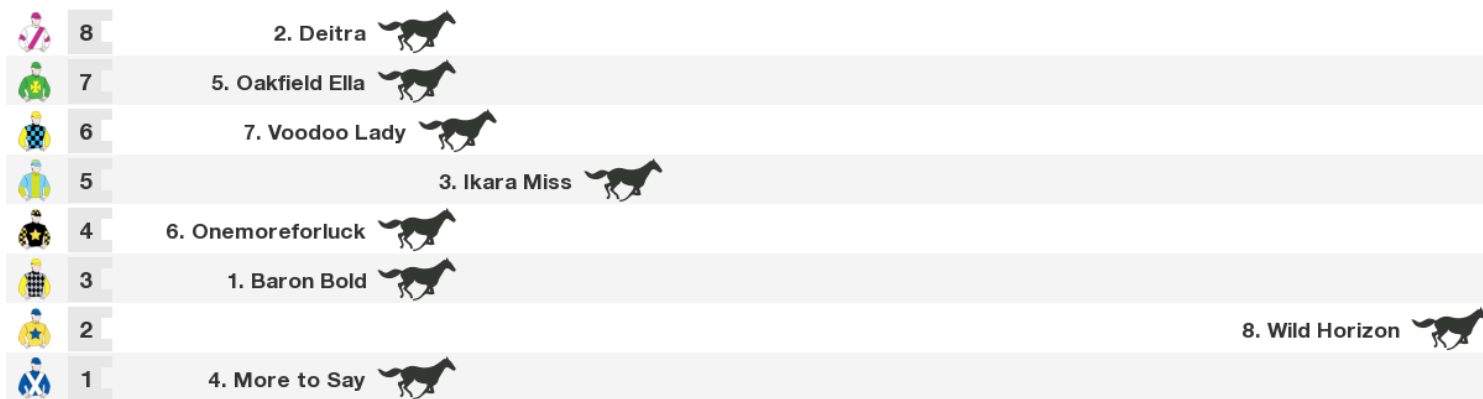 8 2. Deitra
7 5. Oakfield Ella
6 7. Voodoo Lady
5 3. Ikara Miss
4 6. Onemoreforluck
3 1. Baron Bold
2 8. Wild Horizon
1 4. More to Say